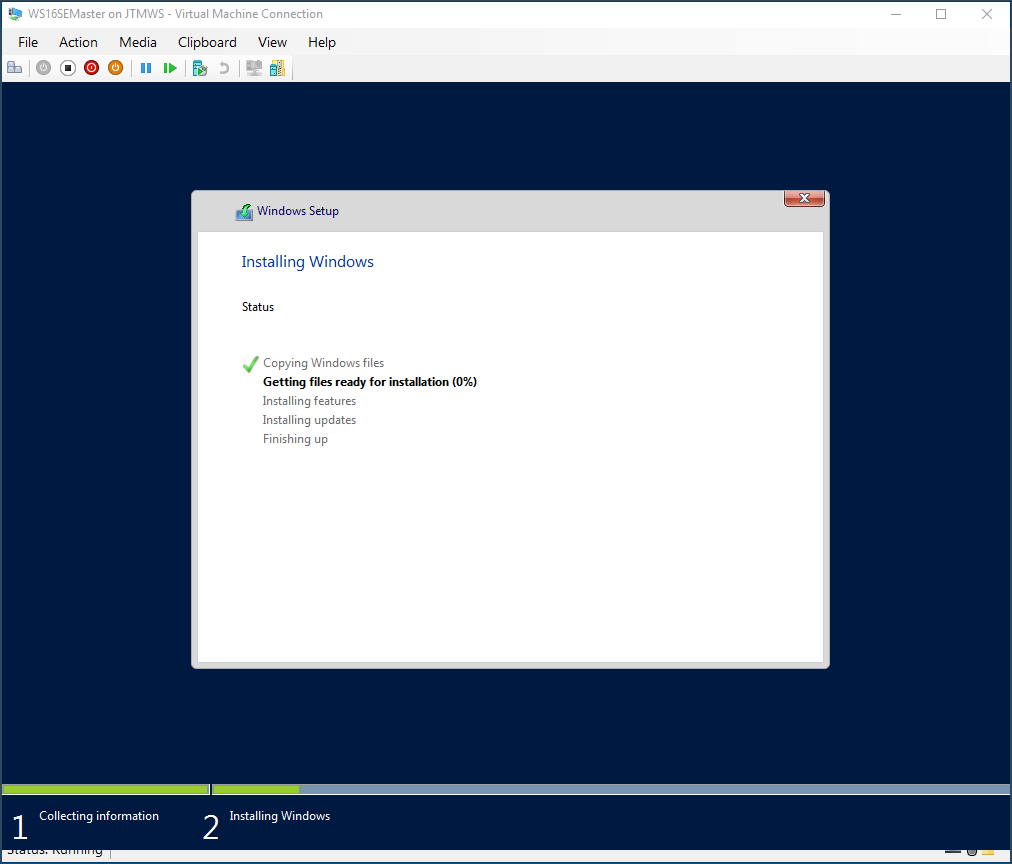 WS16SEMaster on JTMWS - Virtual Machine Connection
File Action Media Clipboard View Help
Windows Setup
Installing Windows
Status
Copying Windows files
Getting files ready for installation (0%)
Installing features
Installing updates
Finishing up
1 Collecting information 2 Installing Windows
Status: Running